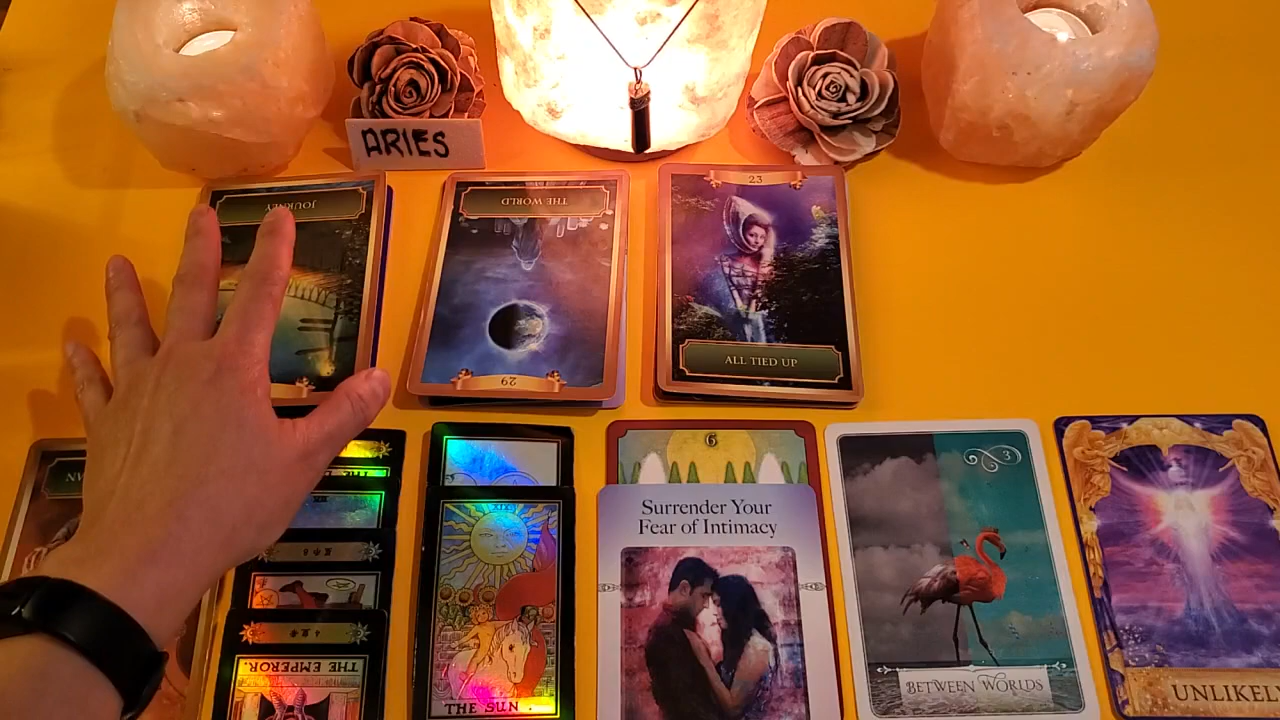 ARIES
JOURNEY
THE WORLD
29
23
ALL TIED UP
6
Surrender Your
Fear of Intimacy
3
BETWEEN WORLDS
UNLIKELY
THE EMPEROR.
THE SUN.